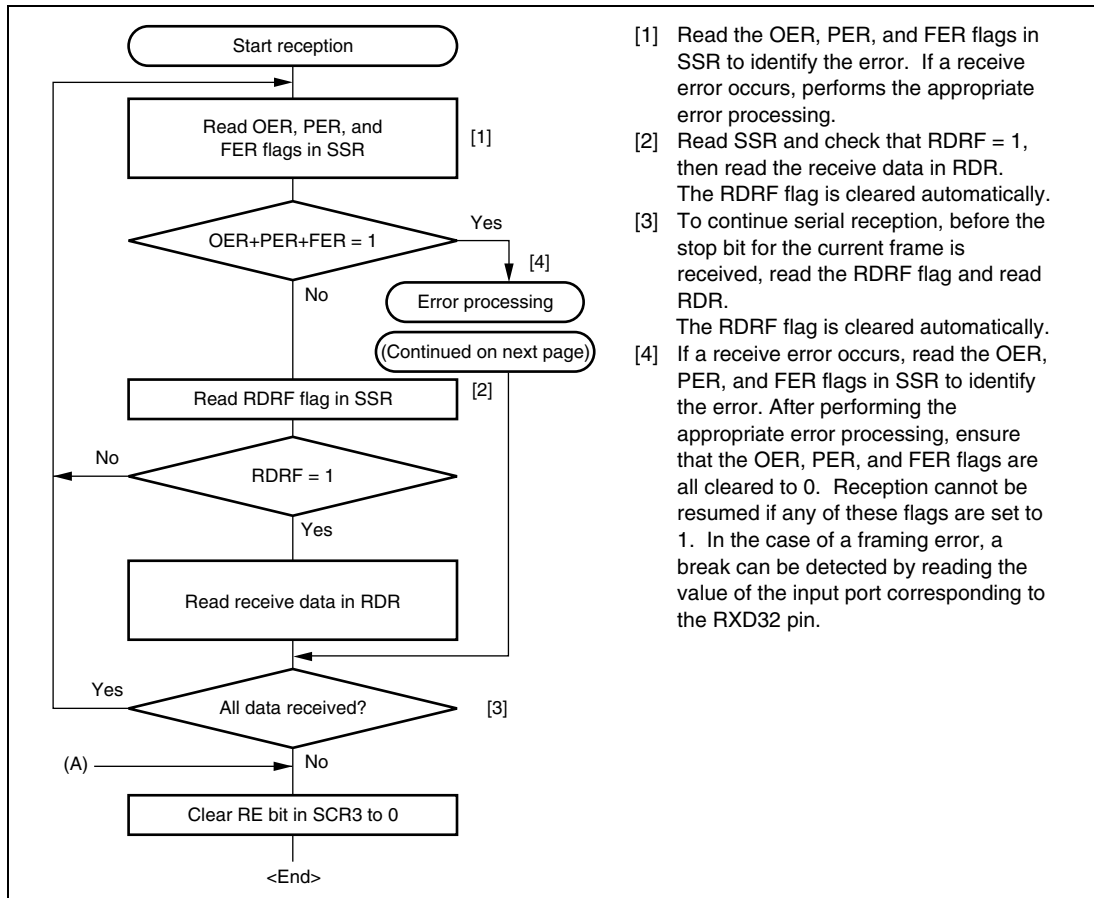 Start reception
Read OER, PER, and
FER flags in SSR
[1]
OER+PER+FER = 1
Yes
[4]
No
Error processing
(Continued on next page)
Read RDRF flag in SSR
[2]
No
RDRF = 1
Yes
Read receive data in RDR
Yes
All data received?
[3]
(A)
No
Clear RE bit in SCR3 to 0
<End>
[1] Read the OER, PER, and FER flags in
SSR to identify the error. If a receive
error occurs, performs the appropriate
error processing.
[2] Read SSR and check that RDRF = 1,
then read the receive data in RDR.
The RDRF flag is cleared automatically.
[3] To continue serial reception, before the
stop bit for the current frame is
received, read the RDRF flag and read
RDR.
The RDRF flag is cleared automatically.
[4] If a receive error occurs, read the OER,
PER, and FER flags in SSR to identify
the error. After performing the
appropriate error processing, ensure
that the OER, PER, and FER flags are
all cleared to 0. Reception cannot be
resumed if any of these flags are set to
1. In the case of a framing error, a
break can be detected by reading the
value of the input port corresponding to
the RXD32 pin.